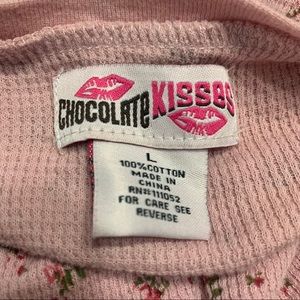 CHOCOLATE KISSES
L
100%COTTON
MADE IN
CHINA
RN#111052
FOR CARE SEE
REVERSE